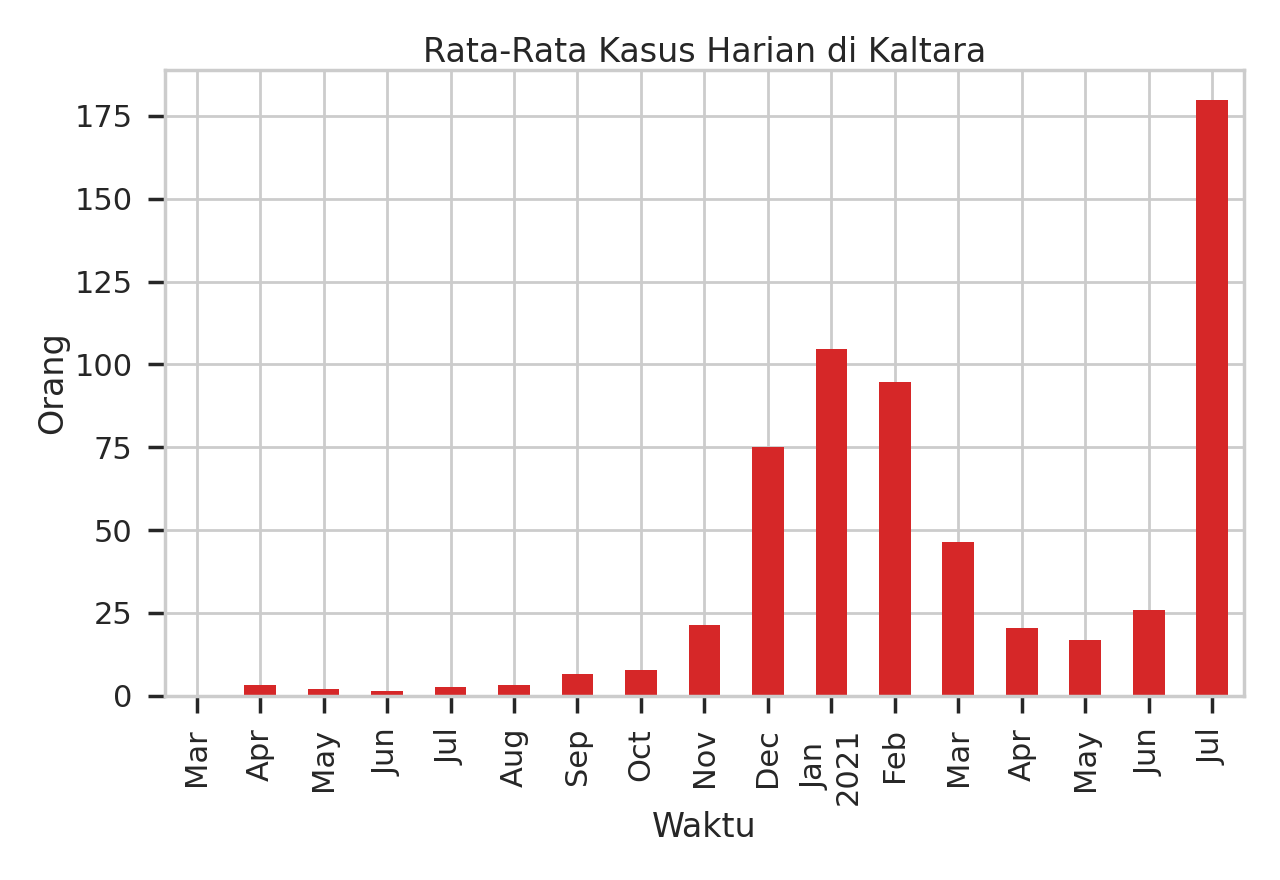 Rata-Rata Kasus Harian di Kaltara
175
150
125
100
75
50
25
0
Orang
Mar
Apr
May
Jun
Jul
Aug
Sep
Oct
Nov
Dec
Jan
2021
Feb
Mar
Apr
May
Jun
Jul
Waktu